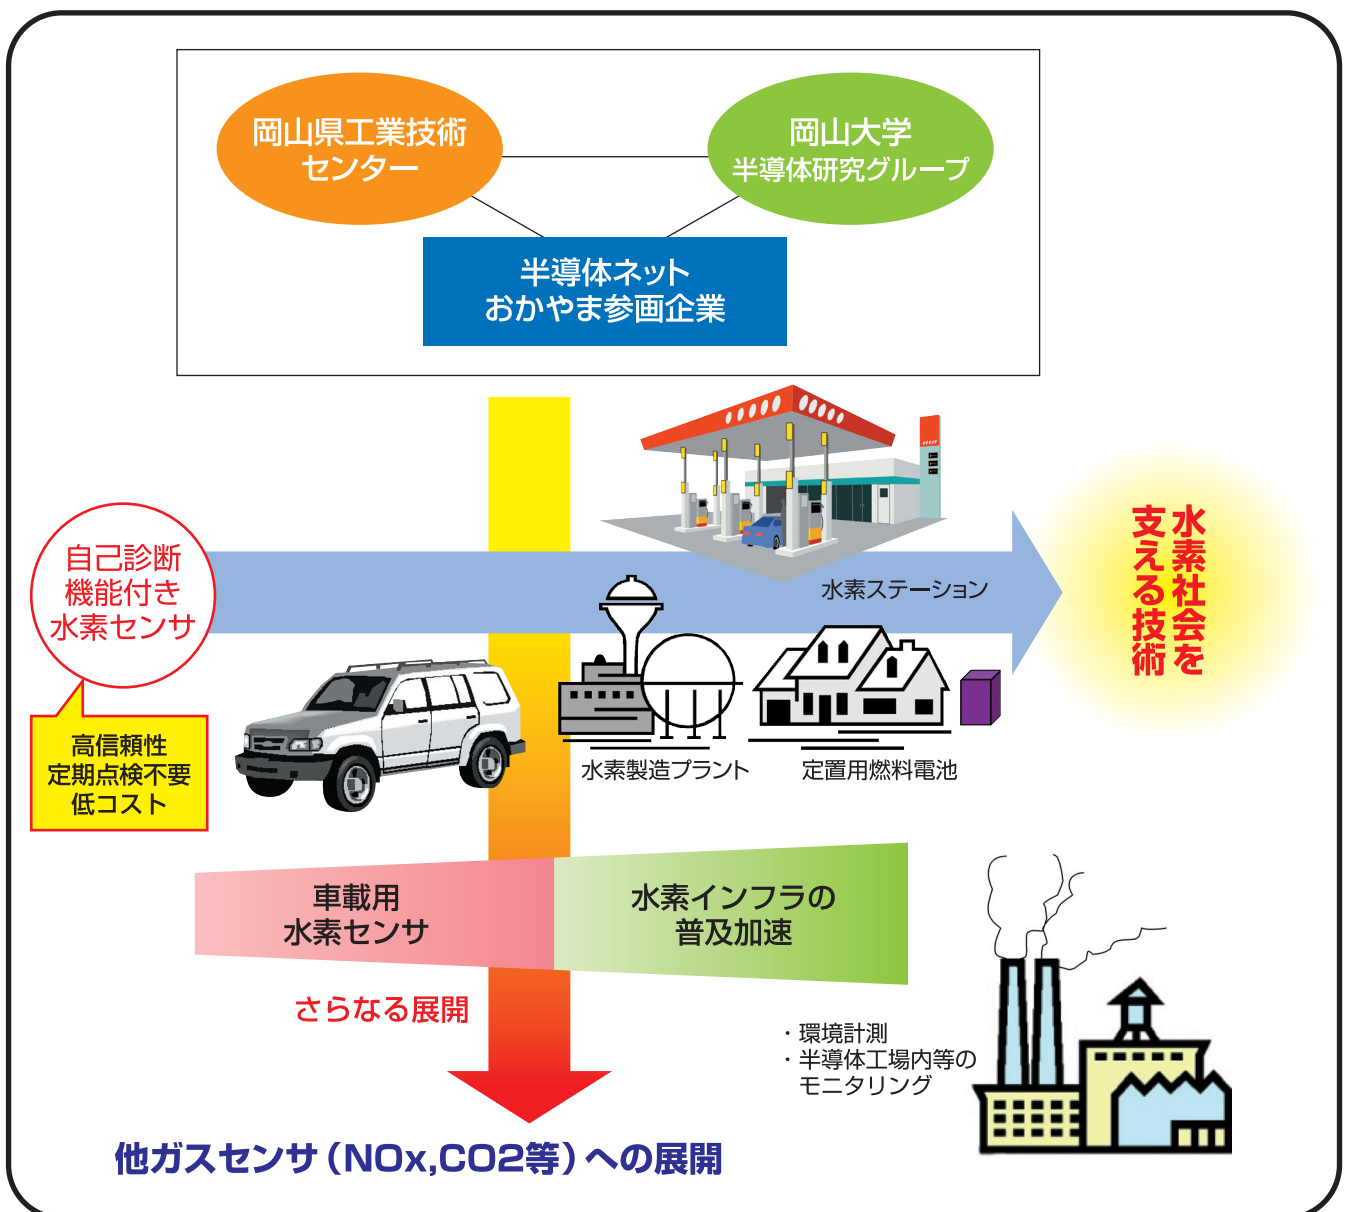 岡山県工業技術
センター
岡山大学
半導体研究グループ
半導体ネット
おかやま参画企業
自己診断
機能付き
水素センサ
高信頼性
定期点検不要
低コスト
水素ステーション
水素製造プラント
定置用燃料電池
水素社会を
支える技術
車載用
水素センサ
水素インフラの
普及加速
さらなる展開
・環境計測
・半導体工場内等の
モニタリング
他ガスセンサ（NOx,CO2等）への展開